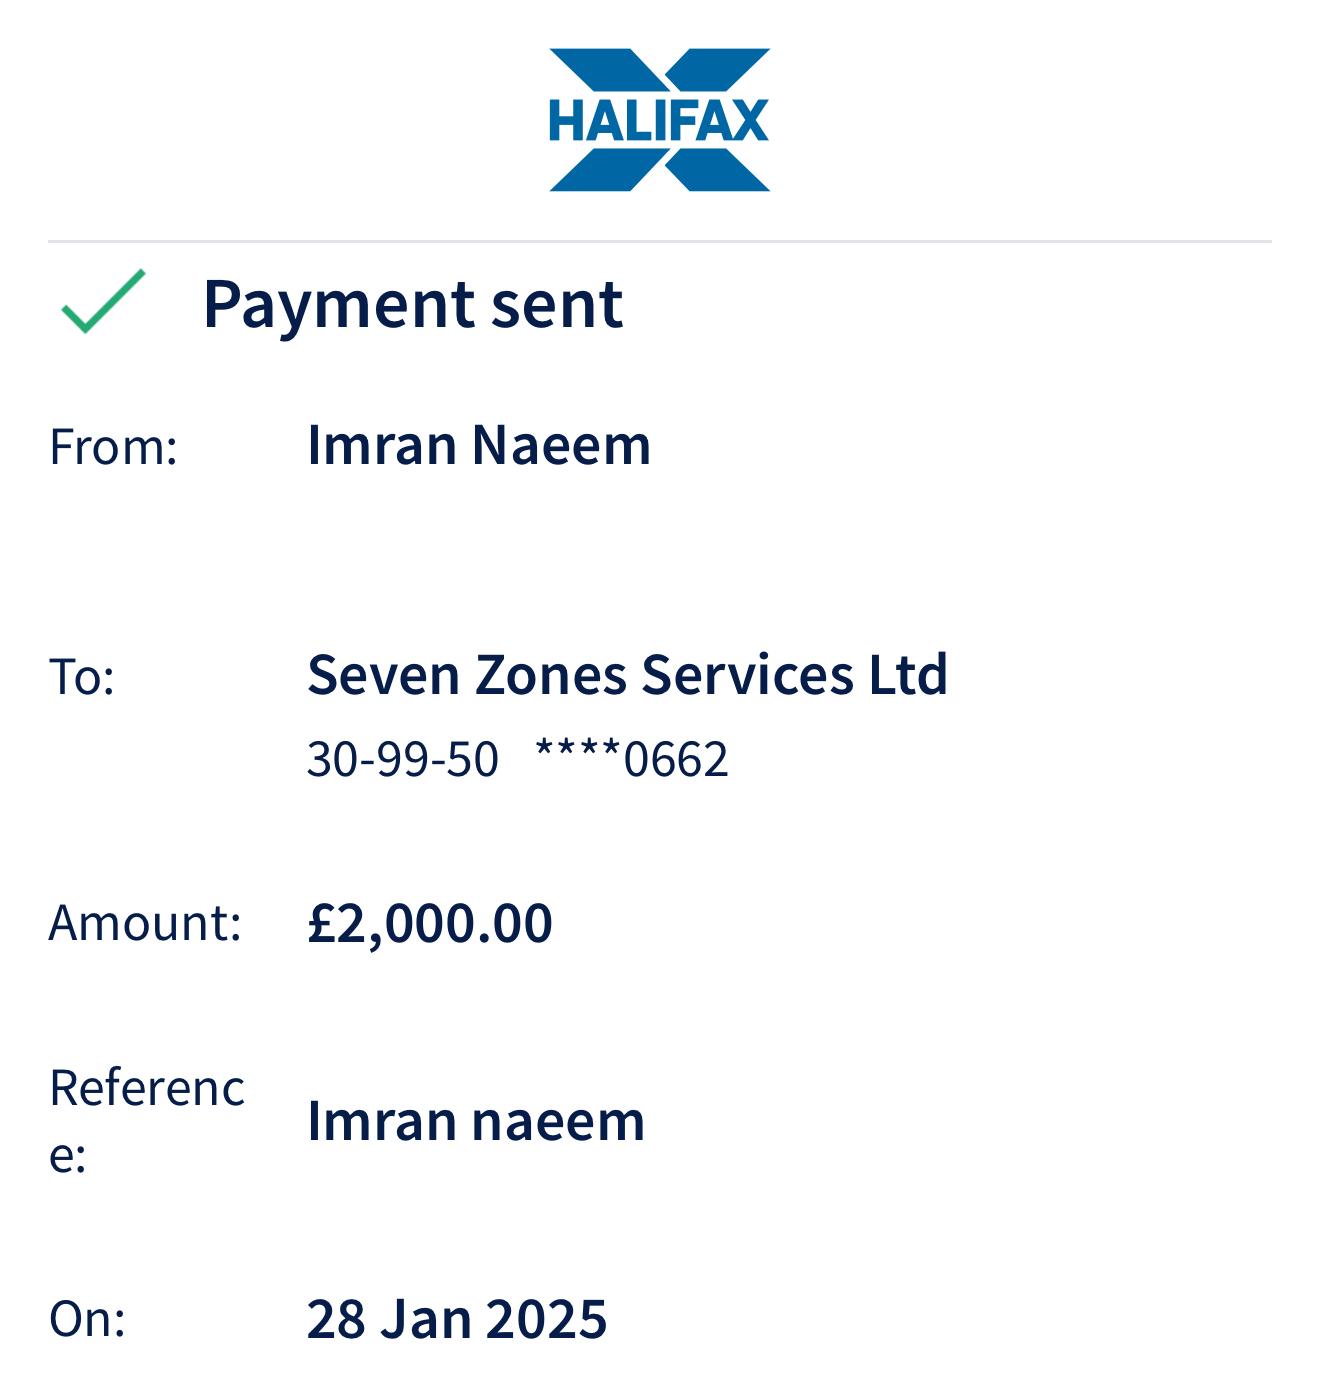 HALIFAX
Payment sent
From: Imran Naeem
To: Seven Zones Services Ltd
30-99-50 ****0662
Amount: £2,000.00
Referenc
e:
Imran naeem
On: 28 Jan 2025